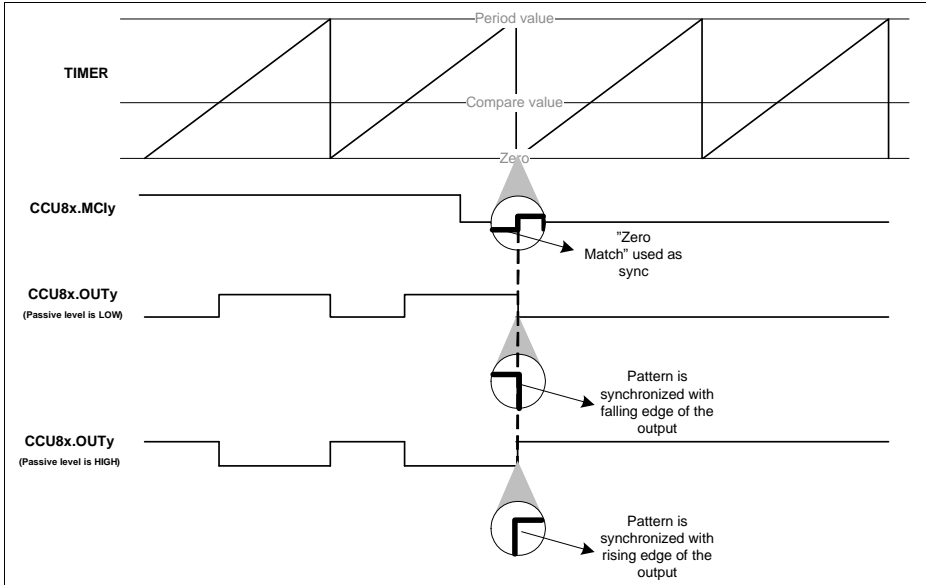 Period value
TIMER
Compare value
Zero
CCU8x.MCIy
”Zero
Match” used as
sync
CCU8x.OUTy
(Passive level is LOW)
Pattern is
synchronized with
falling edge of the
output
CCU8x.OUTy
(Passive level is HIGH)
Pattern is
synchronized with
rising edge of the
output